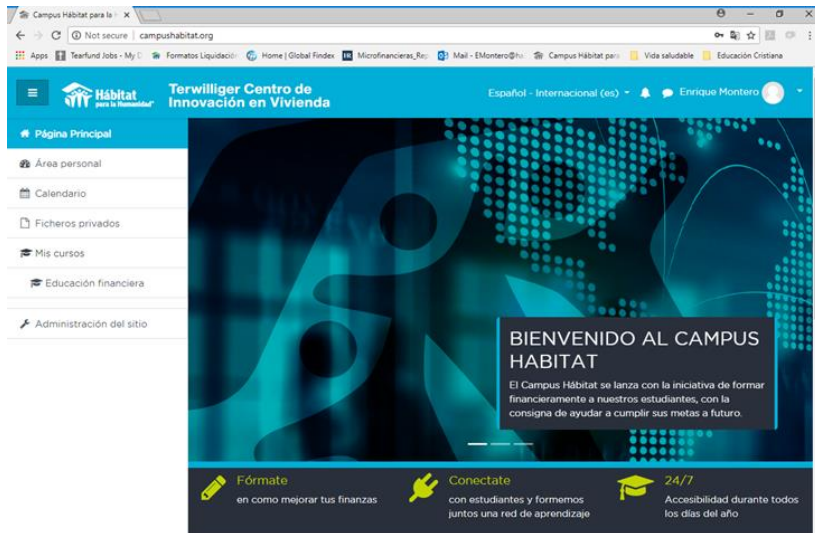 Campus Hábitat para la H
Not secure | campushabitat.org
Apps Tearfund Jobs - My D Formatos Liquidación Home | Global Findex Microfinancieras_Rep Mail - EMontero@ha Campus Hábitat para Vida saludable Educación Cristiana
Hábitat
para la Humanidad
Terwilliger Centro de
Innovación en Vivienda
Español - Internacional (es)
Enrique Montero
Página Principal
Área personal
Calendario
Ficheros privados
Mis cursos
Educación financiera
Administración del sitio
BIENVENIDO AL CAMPUS
HABITAT
El Campus Hábitat se lanza con la iniciativa de formar
financieramente a nuestros estudiantes, con la
consigna de ayudar a cumplir sus metas a futuro.
Fórmate
en como mejorar tus finanzas
Conectate
con estudiantes y formemos
juntos una red de aprendizaje
24/7
Accesibilidad durante todos
los días del año